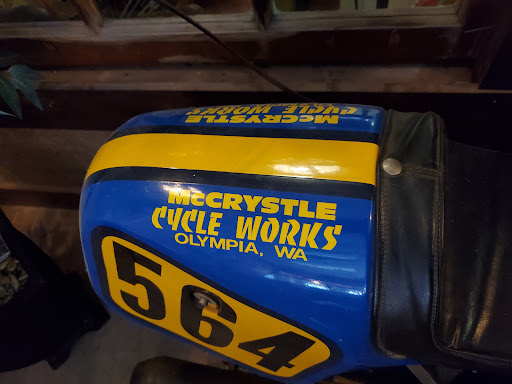 McCRYSTLE
CYCLE WORKS
McCRYSTLE
CYCLE WORKS
OLYMPIA, WA
564